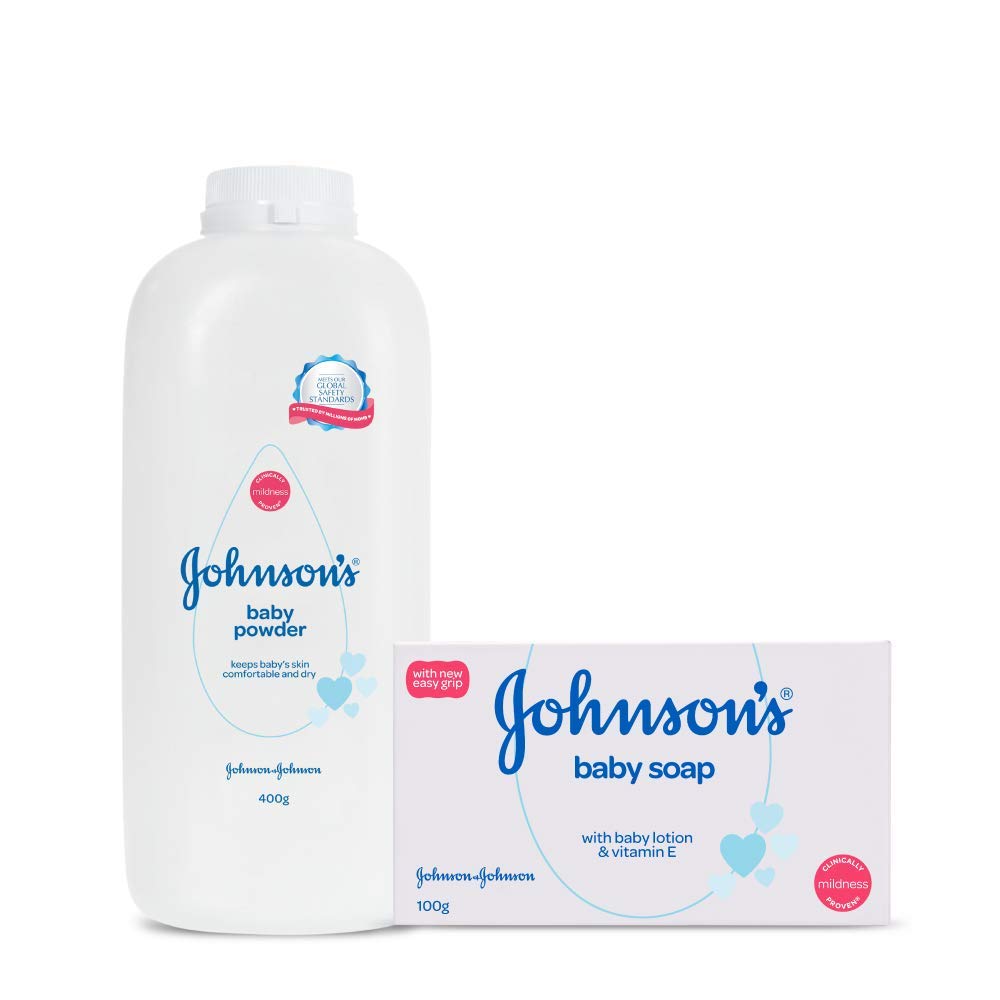 MEETS OUR
GLOBAL
SAFETY
STANDARDS
TRUSTED BY MILLIONS OF MOMS
CLINICALLY
mildness
PROVEN®
Johnson's®
baby
powder
keeps baby's skin
comfortable and dry
Johnson & Johnson
400g
with new
easy grip
Johnson's®
baby soap
with baby lotion
& vitamin E
Johnson & Johnson
100g
CLINICALLY
mildness
PROVEN®